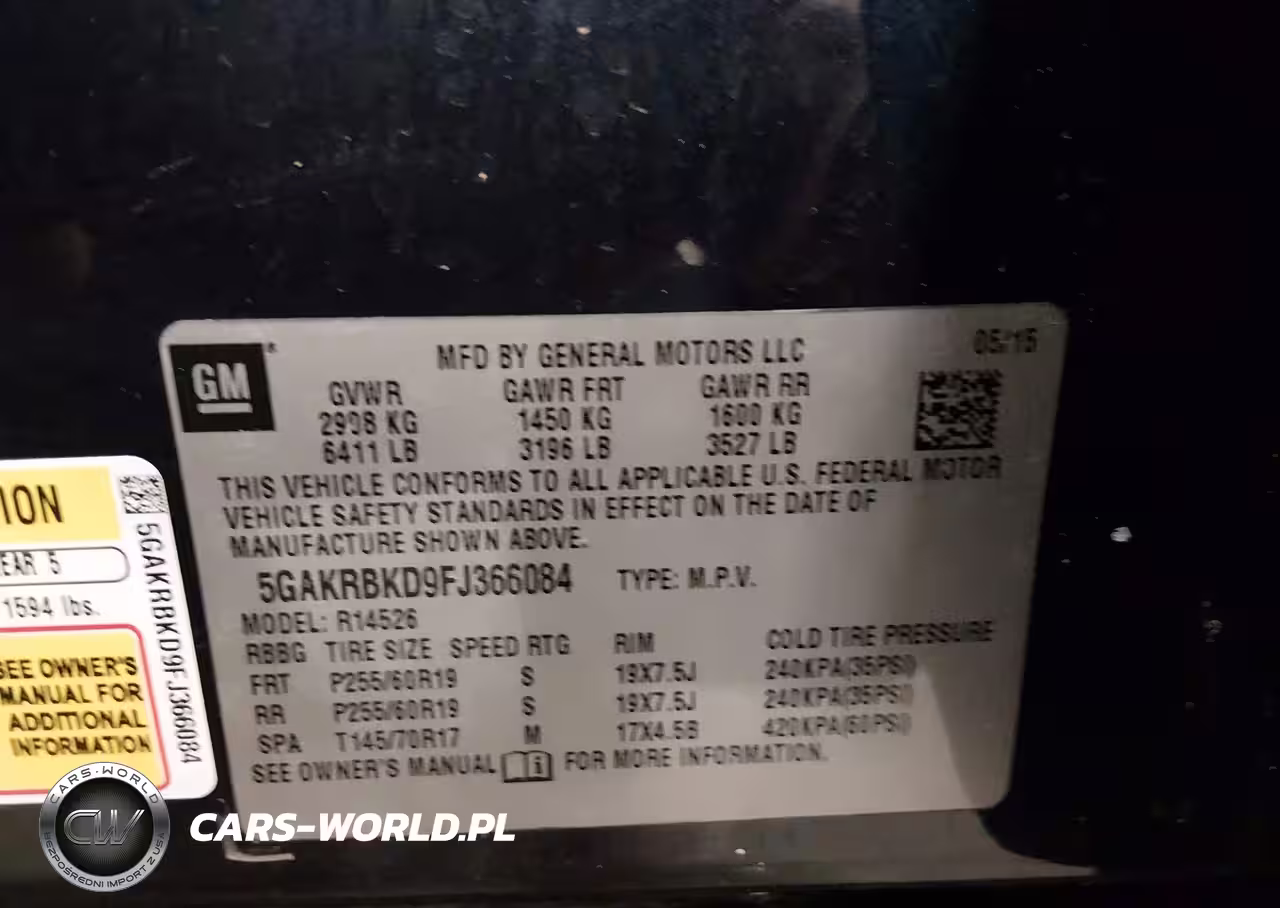 GM
MFD BY GENERAL MOTORS LLC 05/15
GVWR GAWR FRT GAWR RR
2908 KG 1450 KG 1600 KG
6411 LB 3196 LB 3527 LB
THIS VEHICLE CONFORMS TO ALL APPLICABLE U.S. FEDERAL MOTOR
VEHICLE SAFETY STANDARDS IN EFFECT ON THE DATE OF
MANUFACTURE SHOWN ABOVE.
5GAKRBKD9FJ366084 TYPE: M.P.V.
MODEL: R14526
RBBG TIRE SIZE SPEED RTG RIM COLD TIRE PRESSURE
FRT P255/60R19 S 19X7.5J 240KPA(35PSI)
RR P255/60R19 S 19X7.5J 240KPA(35PSI)
SPA T145/70R17 M 17X4.5B 420KPA(60PSI)
SEE OWNER'S MANUAL i FOR MORE INFORMATION.
ION
EAR 5
1594 lbs.
SEE OWNER'S
MANUAL FOR
ADDITIONAL
INFORMATION
5GAKRBKD9FJ366084
CARS-WORLD
CW
BEZPOŚREDNI IMPORT Z USA
CARS-WORLD.PL